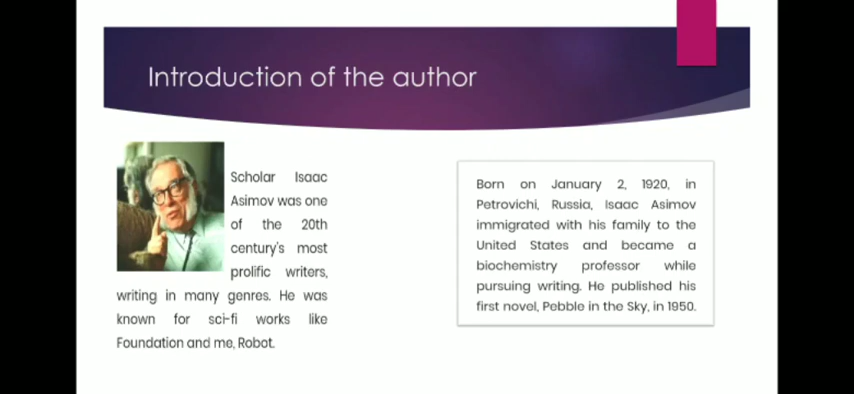 Introduction of the author
Scholar Isaac
Asimov was one
of the 20th
century's most
prolific writers,
writing in many genres. He was
known for sci-fi works like
Foundation and me, Robot.
Born on January 2, 1920, in
Petrovichi, Russia, Isaac Asimov
immigrated with his family to the
United States and became a
biochemistry professor while
pursuing writing. He published his
first novel, Pebble in the Sky, in 1950.